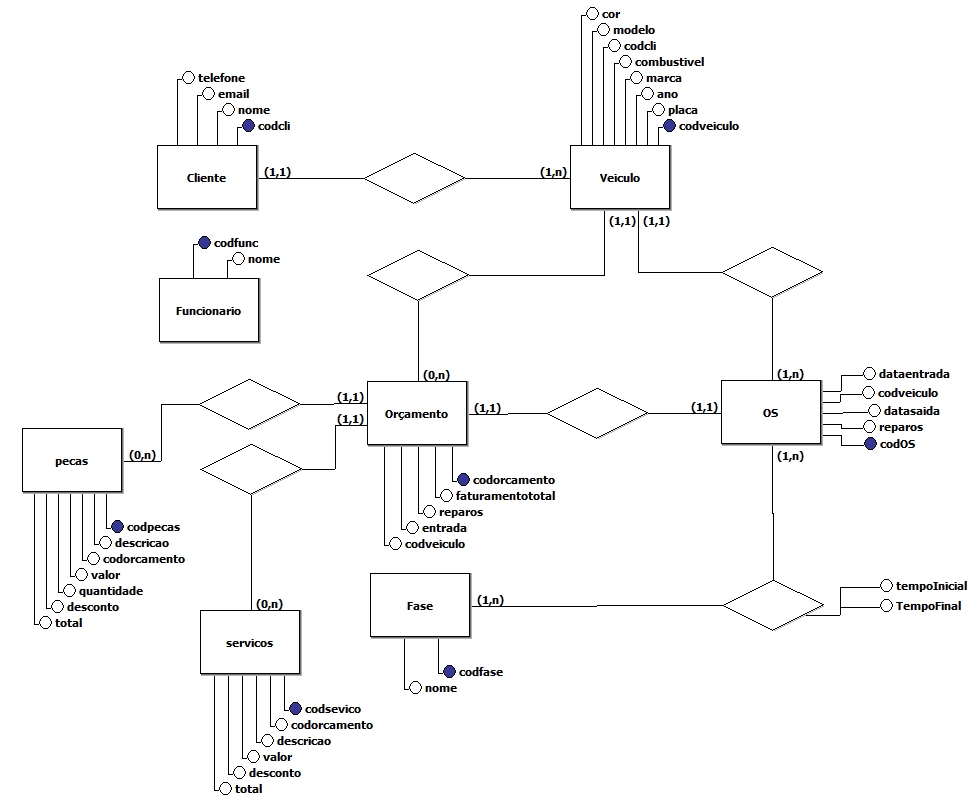 cor
modelo
codcli
combustivel
marca
ano
placa
codveiculo
telefone
email
nome
codcli
Cliente
(1,1)
(1,n)
Veiculo
(1,1)
(1,1)
codfunc
nome
Funcionario
(0,n)
(1,n)
(1,1)
(1,1)
Orçamento
(1,1)
(1,1)
OS
dataentrada
codveiculo
datasaida
reparos
codOS
(1,n)
pecas
(0,n)
codorcamento
faturamentototal
reparos
entrada
codveiculo
codpecas
descricao
codorcamento
valor
quantidade
desconto
total
Fase
(1,n)
codfase
nome
tempoInicial
TempoFinal
(0,n)
servicos
codsevico
codorcamento
descricao
valor
desconto
total